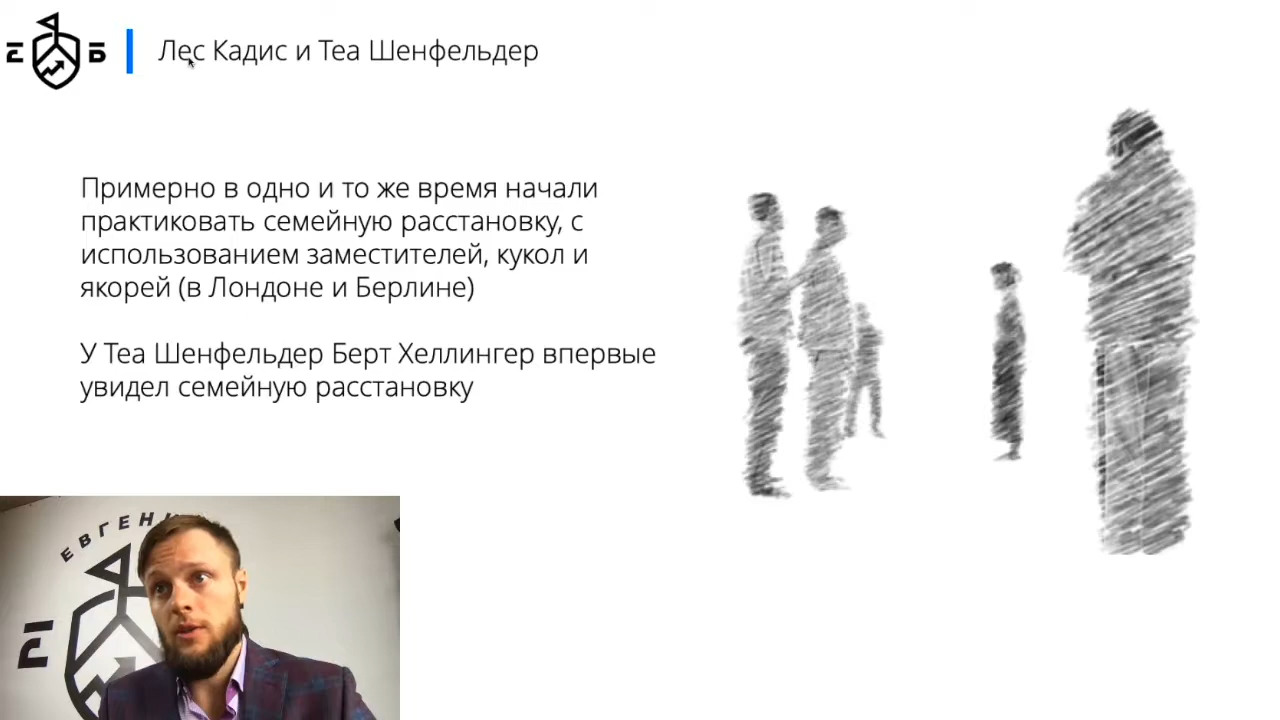 Е Б
Лес Кадис и Теа Шенфельдер
Примерно в одно и то же время начали
практиковать семейную расстановку, с
использованием заместителей, кукол и
якорей (в Лондоне и Берлине)
У Теа Шенфельдер Берт Хеллингер впервые
увидел семейную расстановку
ЕВГЕНИ
Е